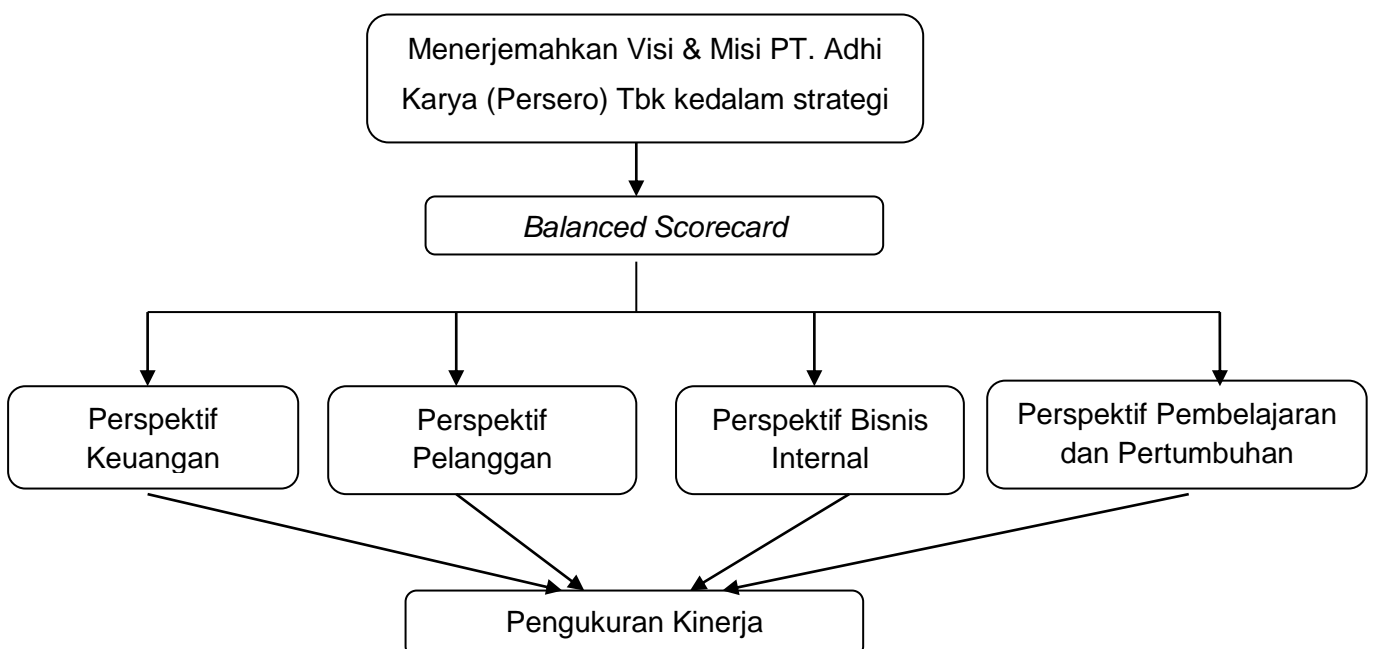 Menerjemahkan Visi & Misi PT. Adhi
Karya (Persero) Tbk kedalam strategi
Balanced Scorecard
Perspektif
Keuangan
Perspektif
Pelanggan
Perspektif Bisnis
Internal
Perspektif Pembelajaran
dan Pertumbuhan
Pengukuran Kinerja